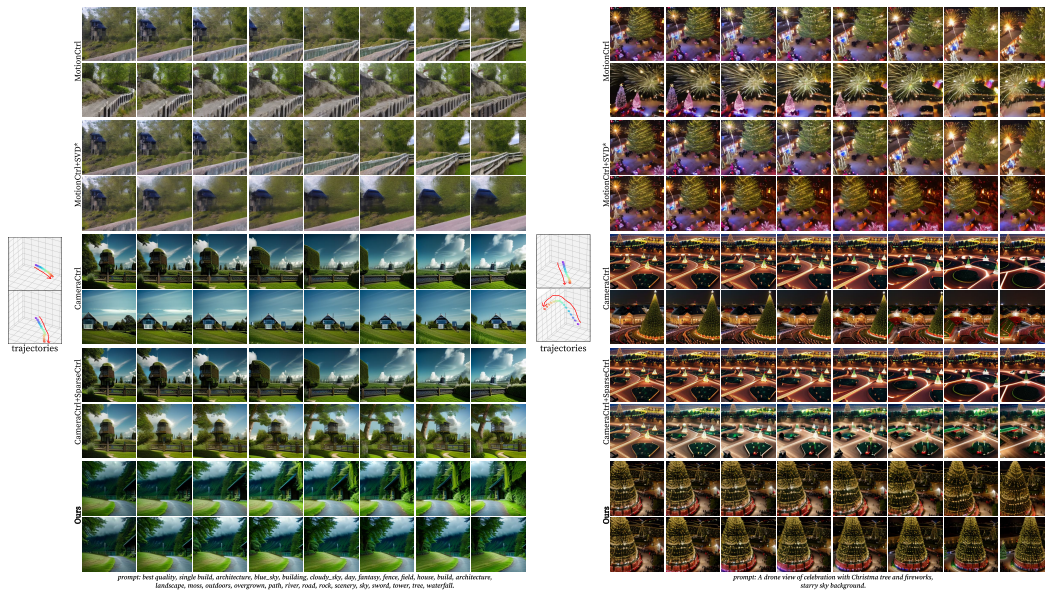 MotionCtrl
MotionCtrl+SVD*
CameraCtrl
CameraCtrl+SparseCtrl
Ours
trajectories
prompt: best quality, single build, architecture, blue_sky, building, cloudy_sky, day, fantasy, fence, field, house, build, architecture,
landscape, moss, outdoors, overgrown, path, river, road, rock, scenery, sky, sword, tower, tree, waterfall.
MotionCtrl
MotionCtrl+SVD*
CameraCtrl
CameraCtrl+SparseCtrl
Ours
trajectories
prompt: A drone view of celebration with Christma tree and fireworks,
starry sky background.